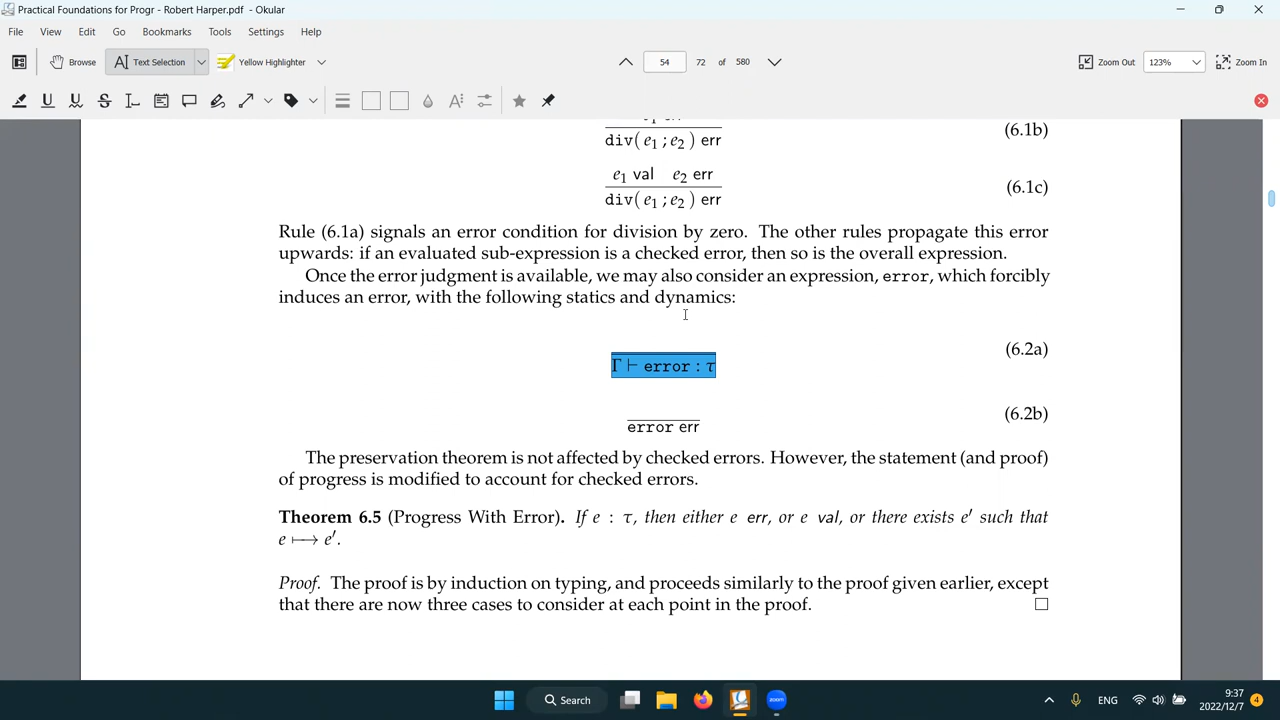 Practical Foundations for Progr - Robert Harper.pdf - Okular
File View Edit Go Bookmarks Tools Settings Help
Browse Text Selection Yellow Highlighter 54 72 of 580 Zoom Out 123% Zoom In
(6.1b)
div( e₁ ; e₂ ) err
e₁ val e₂ err
(6.1c)
div( e₁ ; e₂ ) err
Rule (6.1a) signals an error condition for division by zero. The other rules propagate this error
upwards: if an evaluated sub-expression is a checked error, then so is the overall expression.
Once the error judgment is available, we may also consider an expression, error, which forcibly
induces an error, with the following statics and dynamics:
(6.2a)
Γ ⊢ error : τ
(6.2b)
error err
The preservation theorem is not affected by checked errors. However, the statement (and proof)
of progress is modified to account for checked errors.
Theorem 6.5 (Progress With Error). If e : τ, then either e err, or e val, or there exists e′ such that
e ⟼ e′.
Proof. The proof is by induction on typing, and proceeds similarly to the proof given earlier, except
that there are now three cases to consider at each point in the proof. □
Search zoom ENG 9:37
2022/12/7 4